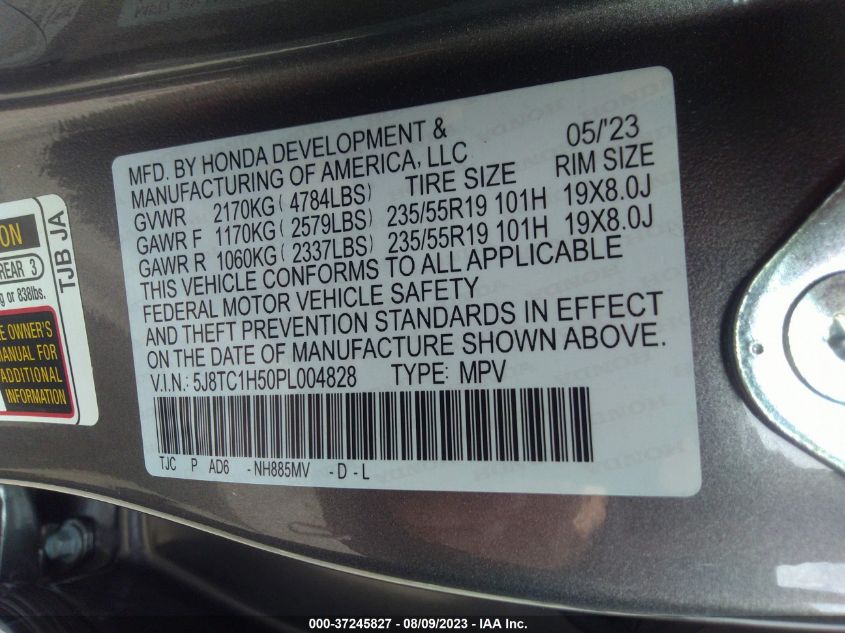 MFD. BY HONDA DEVELOPMENT & 05/'23
MANUFACTURING OF AMERICA, LLC
TIRE SIZE RIM SIZE
GVWR 2170KG( 4784LBS)
GAWR F 1170KG( 2579LBS) 235/55R19 101H 19X8.0J
GAWR R 1060KG( 2337LBS) 235/55R19 101H 19X8.0J
THIS VEHICLE CONFORMS TO ALL APPLICABLE
FEDERAL MOTOR VEHICLE SAFETY
AND THEFT PREVENTION STANDARDS IN EFFECT
ON THE DATE OF MANUFACTURE SHOWN ABOVE.
V.I.N.: 5J8TC1H50PL004828 TYPE: MPV
TJC P AD6 -NH885MV -D-L
ON
REAR 3
g or 838lbs.
TJB JA
E OWNER'S
MANUAL FOR
ADDITIONAL
FORMATION
000-37245827 - 08/09/2023 - IAA Inc.